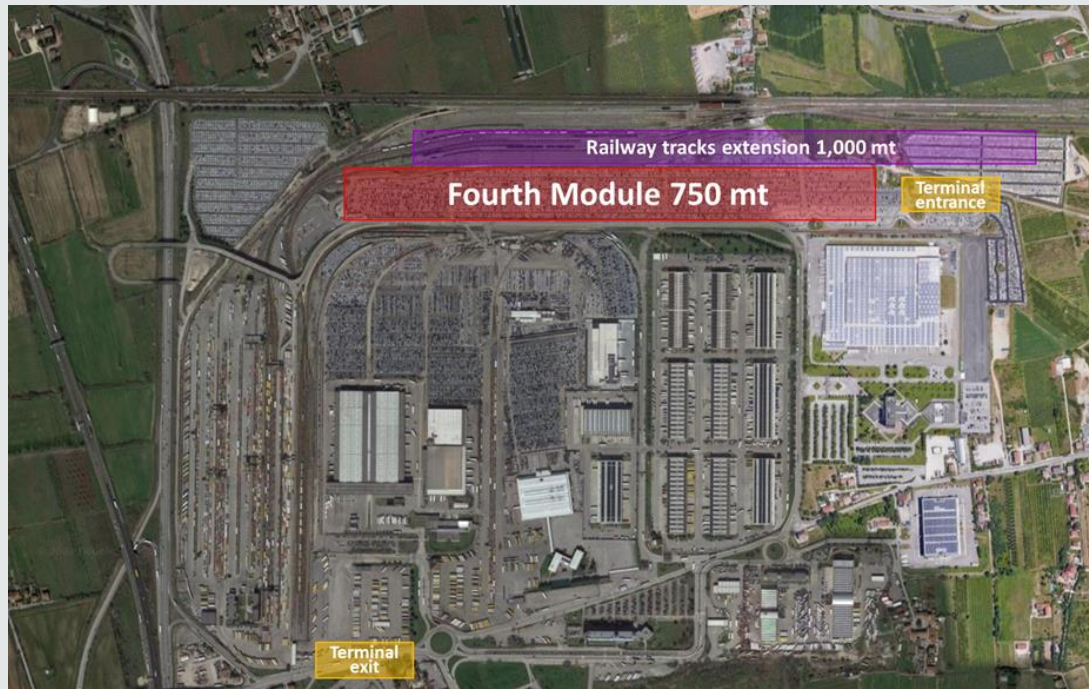 Railway tracks extension 1,000 mt
Fourth Module 750 mt
Terminal
entrance
Terminal
exit